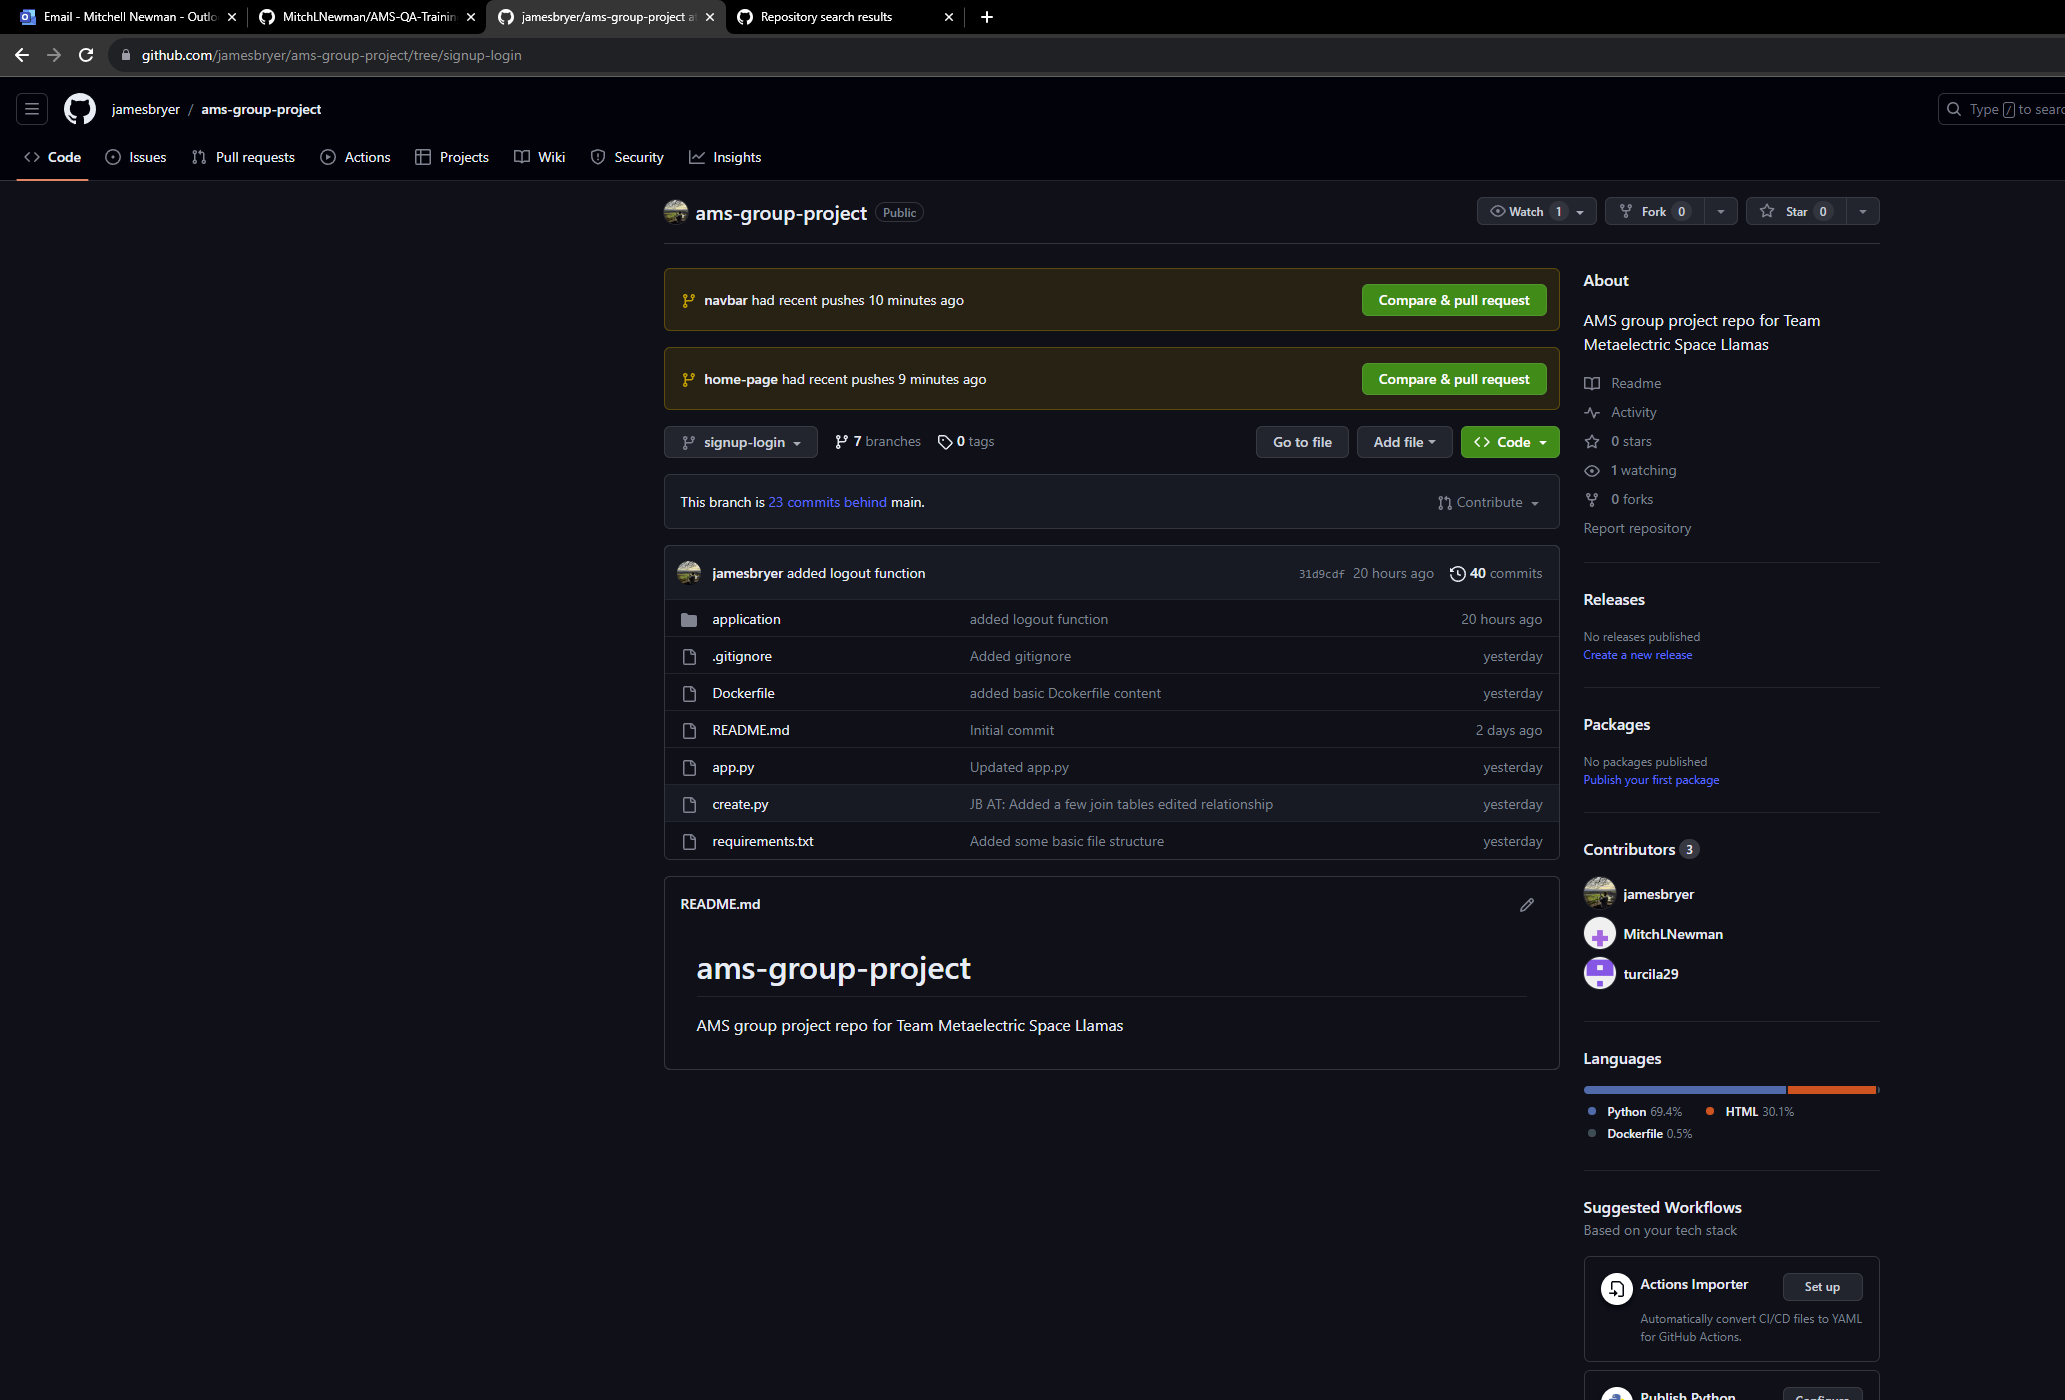 Email - Mitchell Newman - Outlo
MitchLNewman/AMS-QA-Training
jamesbryer/ams-group-project a
Repository search results
github.com/jamesbryer/ams-group-project/tree/signup-login
jamesbryer / ams-group-project
Type / to searc
Code Issues Pull requests Actions Projects Wiki Security Insights
ams-group-project Public
Watch 1 Fork 0 Star 0
navbar had recent pushes 10 minutes ago
Compare & pull request
home-page had recent pushes 9 minutes ago
Compare & pull request
signup-login 7 branches 0 tags
Go to file Add file Code
This branch is 23 commits behind main.
Contribute
jamesbryer added logout function 31d9cdf 20 hours ago 40 commits
application added logout function 20 hours ago
.gitignore Added gitignore yesterday
Dockerfile added basic Dcokerfile content yesterday
README.md Initial commit 2 days ago
app.py Updated app.py yesterday
create.py JB AT: Added a few join tables edited relationship yesterday
requirements.txt Added some basic file structure yesterday
README.md
ams-group-project
AMS group project repo for Team Metaelectric Space Llamas
About
AMS group project repo for Team
Metaelectric Space Llamas
Readme
Activity
0 stars
1 watching
0 forks
Report repository
Releases
No releases published
Create a new release
Packages
No packages published
Publish your first package
Contributors 3
jamesbryer
MitchLNewman
turcila29
Languages
Python 69.4% HTML 30.1%
Dockerfile 0.5%
Suggested Workflows
Based on your tech stack
Actions Importer Set up
Automatically convert CI/CD files to YAML
for GitHub Actions.
Publish Python Configure